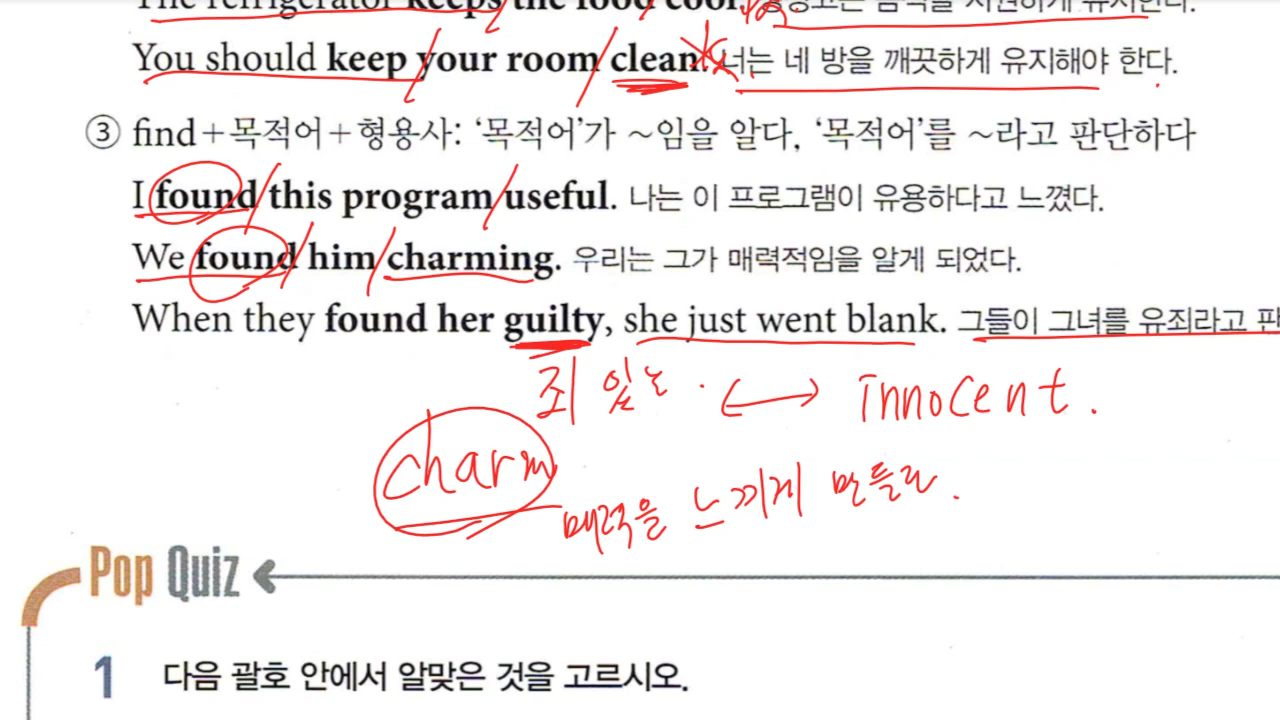 The refrigerator keeps the food cool.
You should keep your room clean. 너는 네 방을 깨끗하게 유지해야 한다.
③ find+목적어+형용사: ‘목적어’가 ~임을 알다, ‘목적어’를 ~라고 판단하다
I found this program useful. 나는 이 프로그램이 유용하다고 느꼈다.
We found him charming. 우리는 그가 매력적임을 알게 되었다.
When they found her guilty, she just went blank. 그들이 그녀를 유죄라고 판
죄 있는 . ↔ innocent.
charm
매력을 느끼게 만들다.
Pop Quiz
1 다음 괄호 안에서 알맞은 것을 고르시오.